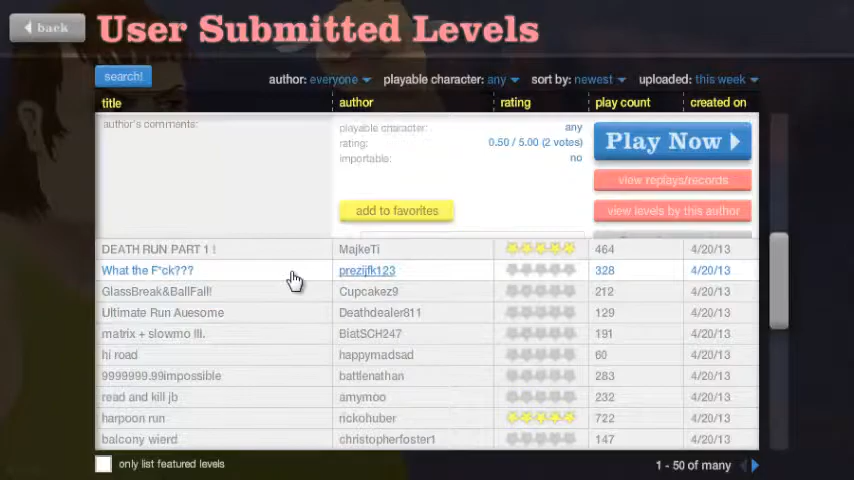 back
User Submitted Levels
search!
author: everyone playable character: any sort by: newest uploaded: this week
title author rating play count created on
author's comments:
playable character: any
rating: 0.50 / 5.00 (2 votes)
importable: no
Play Now
view replays/records
add to favorites
view levels by this author
DEATH RUN PART 1 ! MajkeTi 464 4/20/13
What the F*ck??? prezijfk123 328 4/20/13
GlassBreak&BallFall! Cupcakez9 212 4/20/13
Ultimate Run Auesome Deathdealer811 129 4/20/13
matrix + slowmo III. BiatSCH247 191 4/20/13
hi road happymadsad 60 4/20/13
9999999.99impossible battlenathan 283 4/20/13
read and kill jb amymoo 232 4/20/13
harpoon run rickohuber 722 4/20/13
balcony wierd christopherfoster1 147 4/20/13
only list featured levels
1 - 50 of many